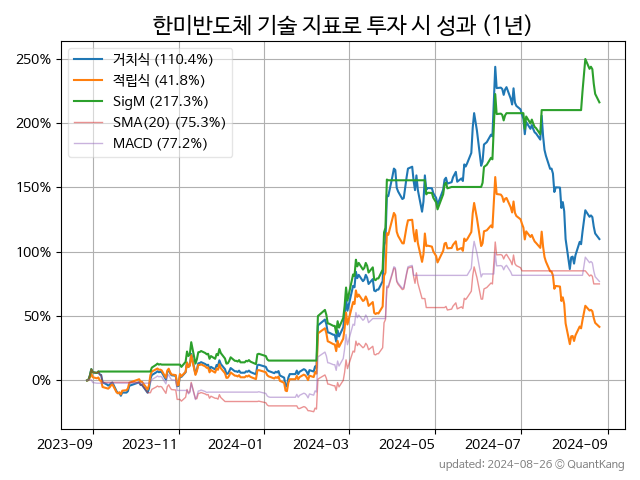 한미반도체 기술 지표로 투자 시 성과 (1년)
거치식 (110.4%)
적립식 (41.8%)
SigM (217.3%)
SMA(20) (75.3%)
MACD (77.2%)
250%
200%
150%
100%
50%
0%
2023-09 2023-11 2024-01 2024-03 2024-05 2024-07 2024-09
updated: 2024-08-26 © QuantKang